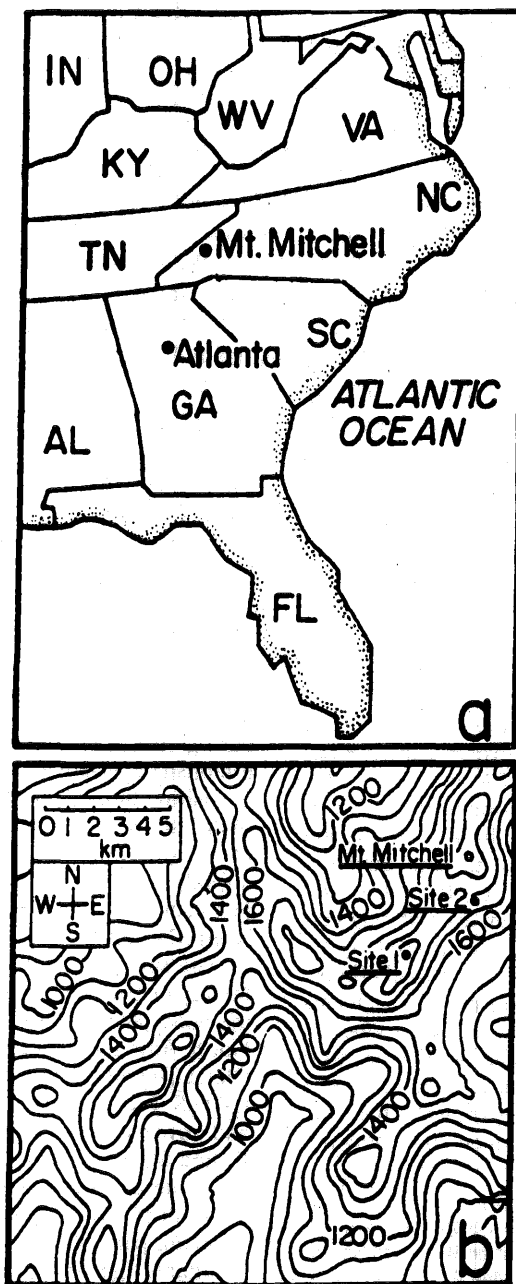 IN
OH
WV
VA
KY
NC
TN
Mt. Mitchell
SC
Atlanta
GA
ATLANTIC
OCEAN
AL
FL
a
0 1 2 3 4 5
km
N
W E
S
1200
Mt. Mitchell
1400
1600
1400
Site 2
1600
Site 1
1000
1200
1400
1400
1200
1000
1400
1200
b